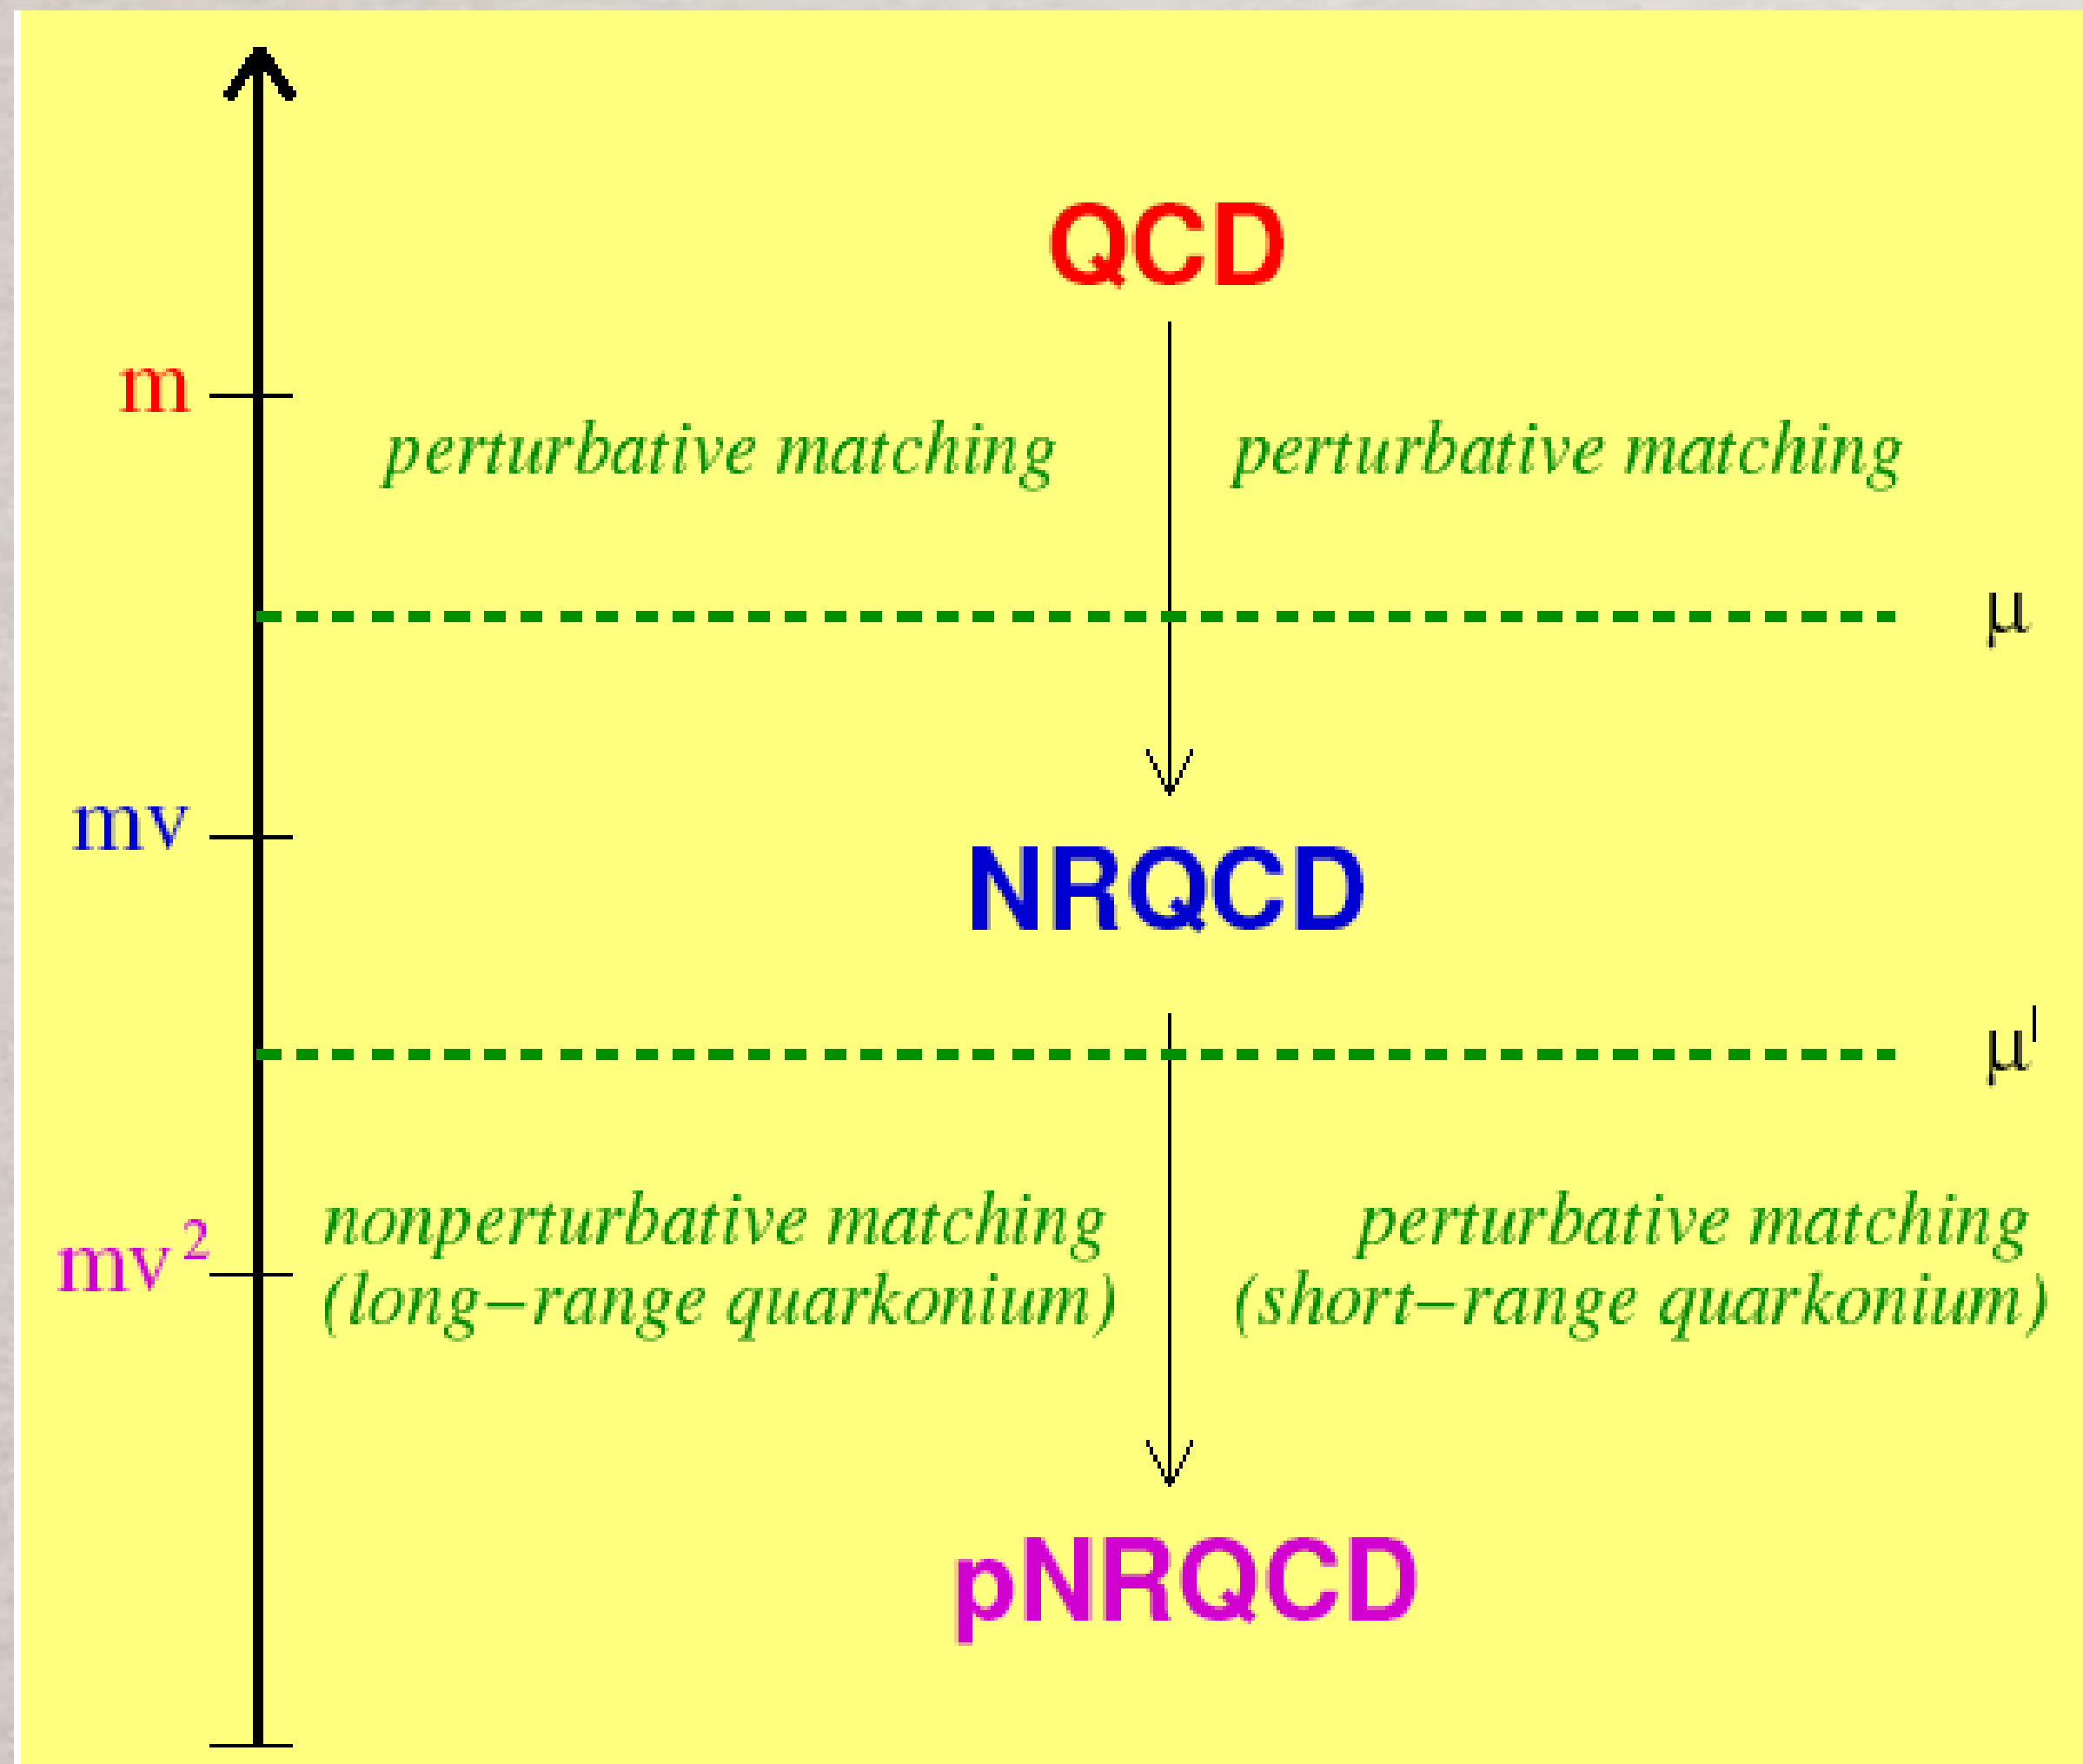 QCD
m
perturbative matching perturbative matching
μ
mv
NRQCD
μ'
nonperturbative matching perturbative matching
mv²
(long–range quarkonium) (short–range quarkonium)
pNRQCD